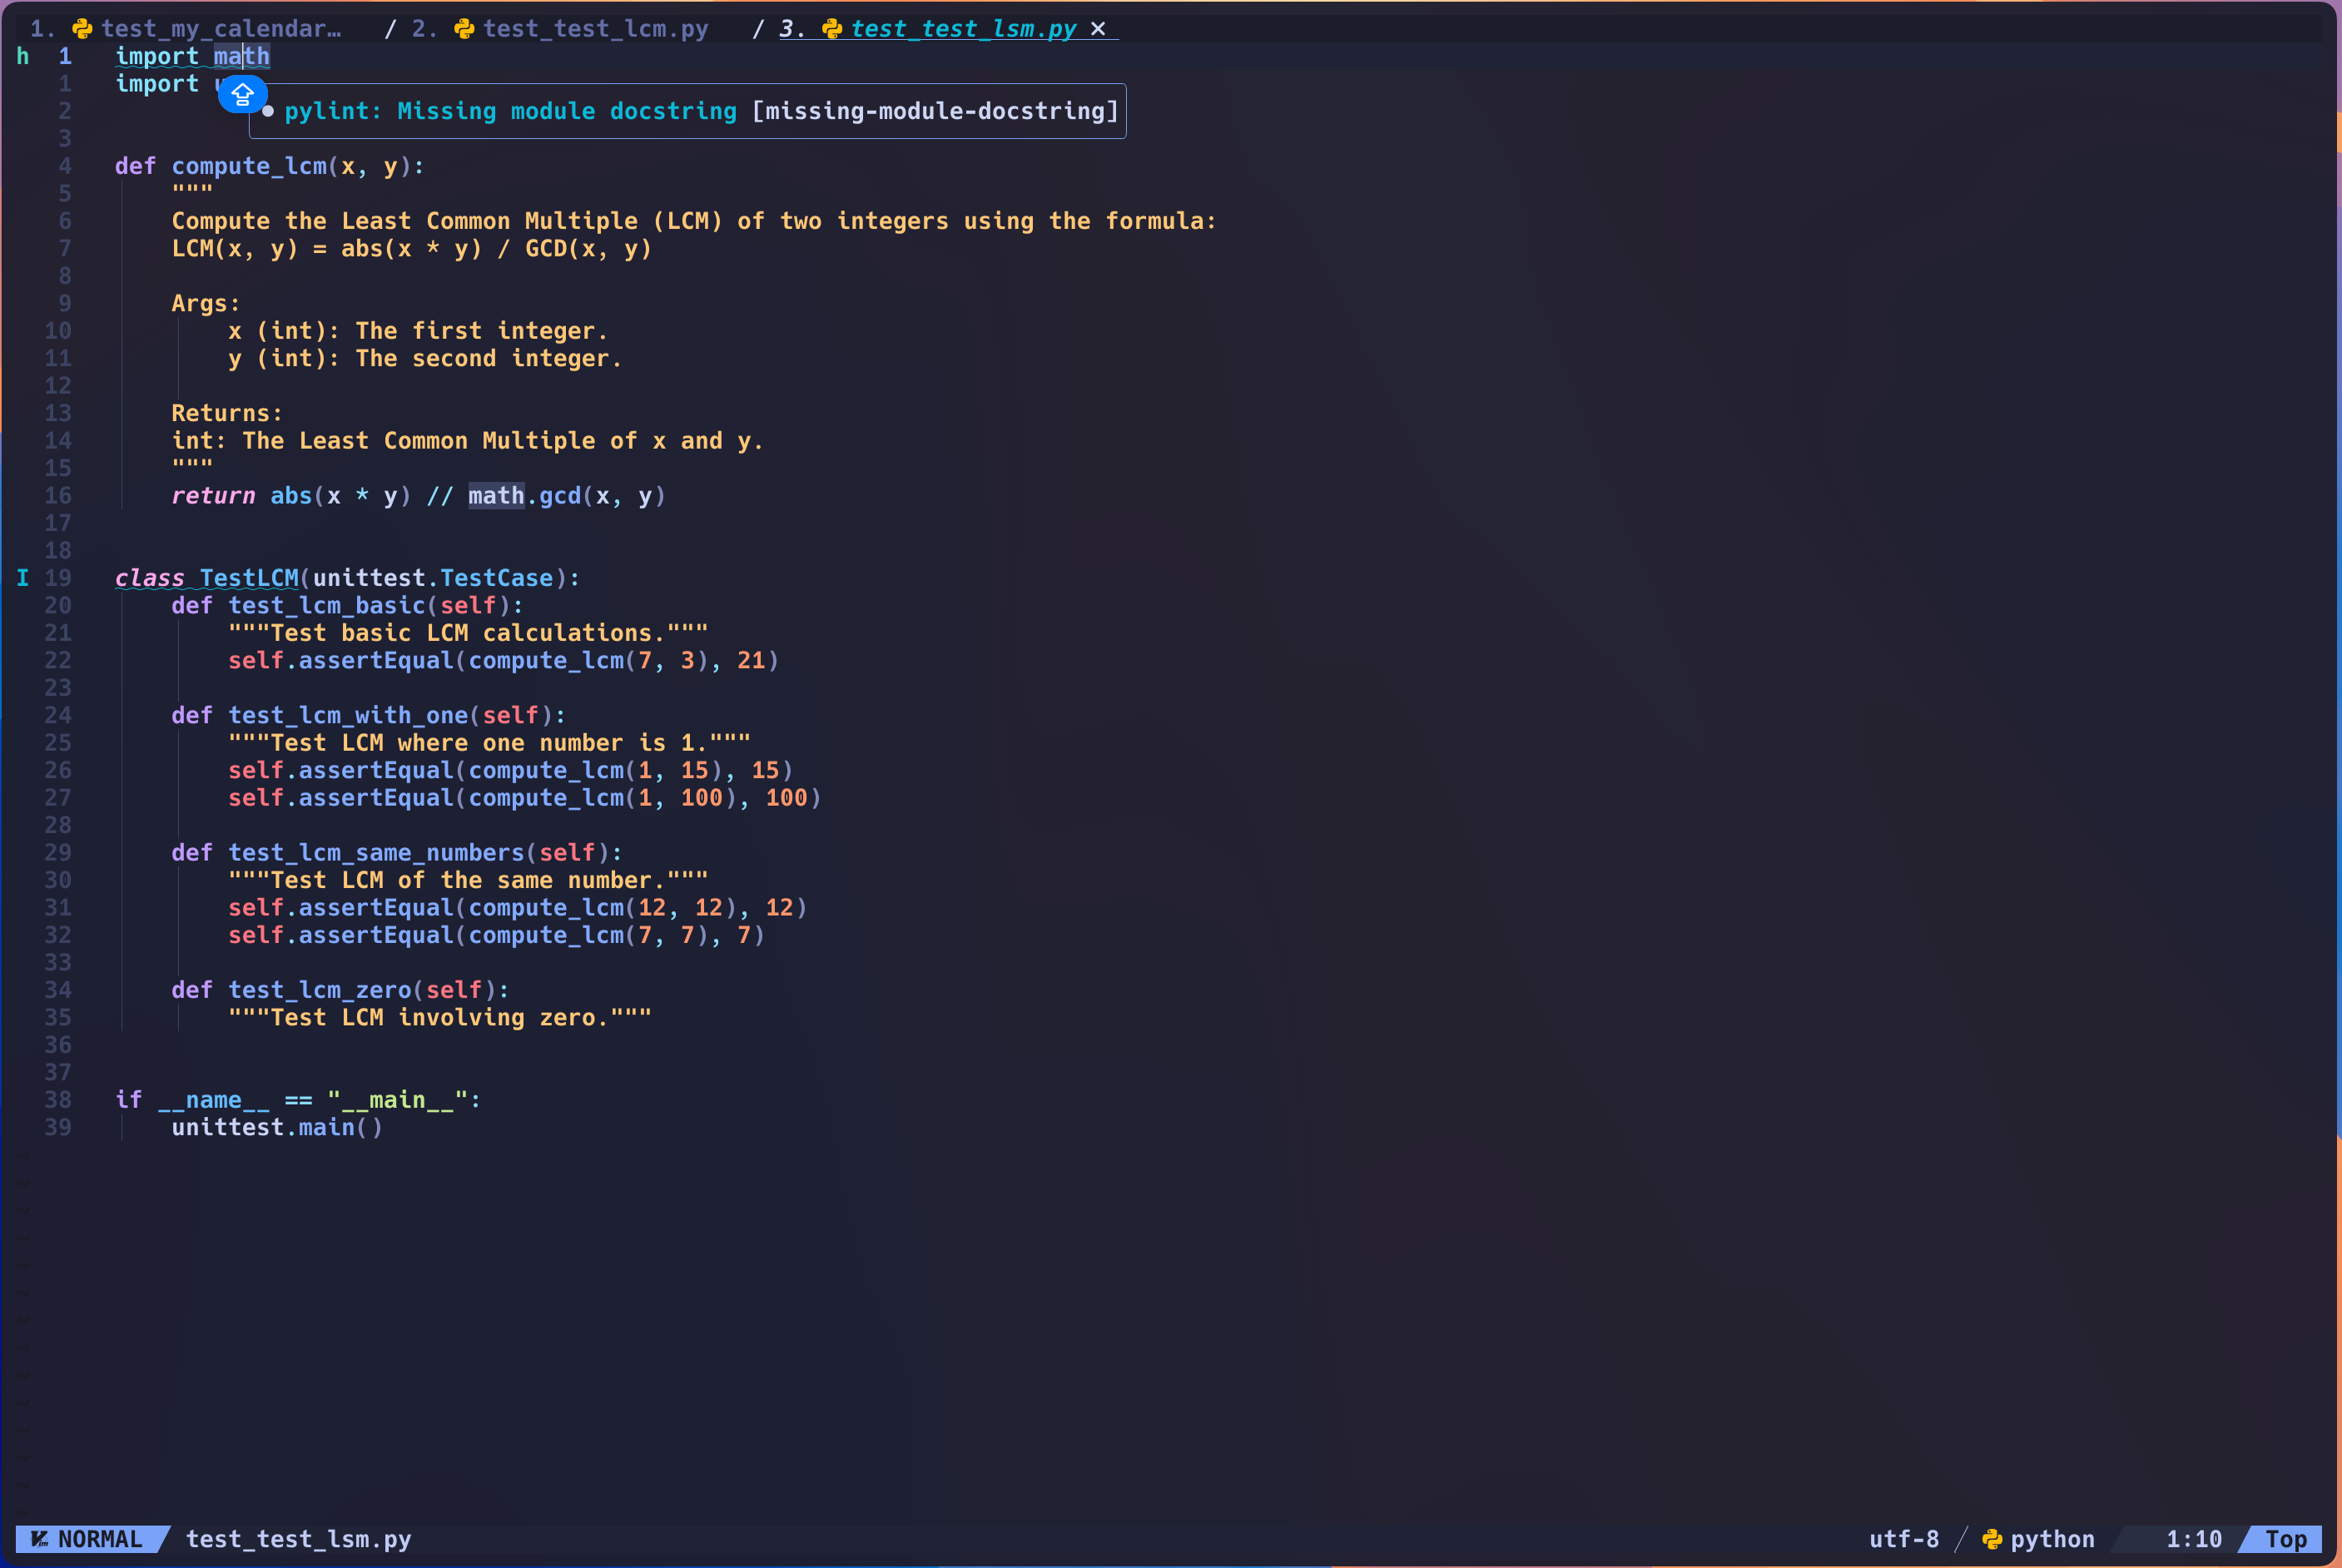 1. test_my_calendar… / 2. test_test_lcm.py / 3. test_test_lsm.py ✕
h 1 import math
1 import u
2 ● pylint: Missing module docstring [missing-module-docstring]
3
4 def compute_lcm(x, y):
5 """
6 Compute the Least Common Multiple (LCM) of two integers using the formula:
7 LCM(x, y) = abs(x * y) / GCD(x, y)
8
9 Args:
10 x (int): The first integer.
11 y (int): The second integer.
12
13 Returns:
14 int: The Least Common Multiple of x and y.
15 """
16 return abs(x * y) // math.gcd(x, y)
17
18
I 19 class TestLCM(unittest.TestCase):
20 def test_lcm_basic(self):
21 """Test basic LCM calculations."""
22 self.assertEqual(compute_lcm(7, 3), 21)
23
24 def test_lcm_with_one(self):
25 """Test LCM where one number is 1."""
26 self.assertEqual(compute_lcm(1, 15), 15)
27 self.assertEqual(compute_lcm(1, 100), 100)
28
29 def test_lcm_same_numbers(self):
30 """Test LCM of the same number."""
31 self.assertEqual(compute_lcm(12, 12), 12)
32 self.assertEqual(compute_lcm(7, 7), 7)
33
34 def test_lcm_zero(self):
35 """Test LCM involving zero."""
36
37
38 if __name__ == "__main__":
39 unittest.main()
~
~
~
~
~
~
~
~
~
~
~
~
~
~
NORMAL test_test_lsm.py utf-8 / python 1:10 Top